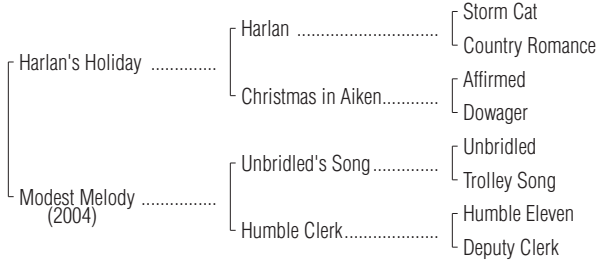 Storm Cat
Harlan ..................................
Country Romance
Harlan's Holiday ...............
Affirmed
Christmas in Aiken.............
Dowager
Unbridled
Unbridled's Song...............
Trolley Song
Modest Melody .................
(2004)
Humble Eleven
Humble Clerk......................
Deputy Clerk